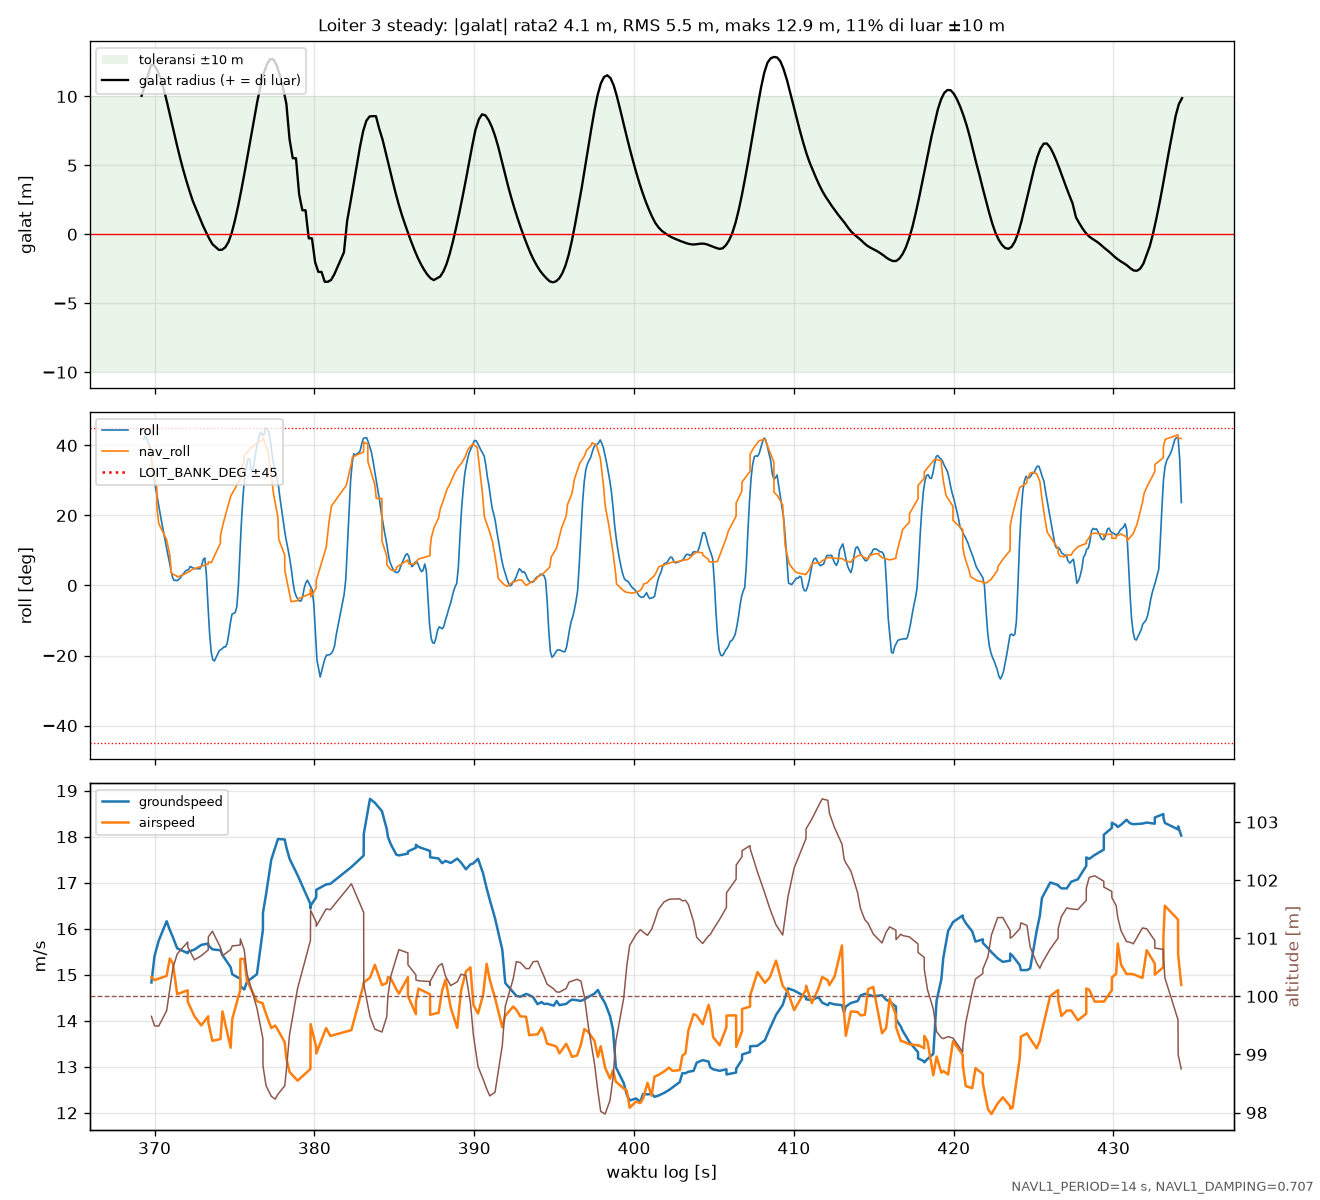 Loiter 3 steady: |galat| rata2 4.1 m, RMS 5.5 m, maks 12.9 m, 11% di luar ±10 m
toleransi ±10 m
galat radius (+ = di luar)
galat [m]
10
5
0
−5
−10
roll
nav_roll
LOIT_BANK_DEG ±45
roll [deg]
40
20
0
−20
−40
groundspeed
airspeed
m/s
19
18
17
16
15
14
13
12
103
102
101
100
99
98
altitude [m]
370
380
390
400
410
420
430
waktu log [s]
NAVL1_PERIOD=14 s, NAVL1_DAMPING=0.707